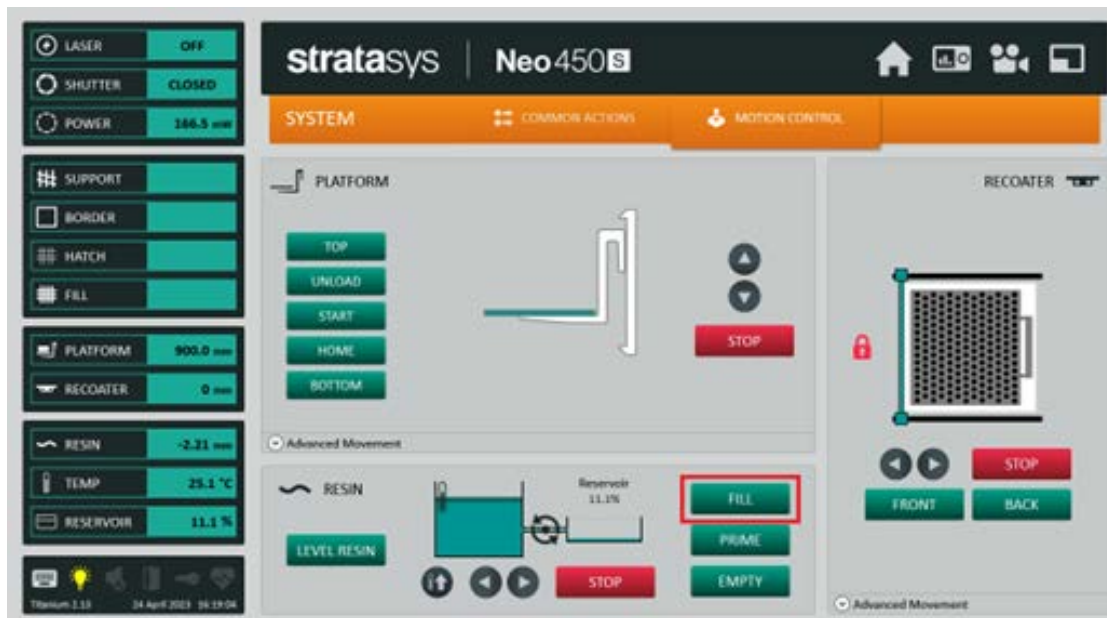 LASER OFF
SHUTTER CLOSED
POWER 166.5 mW
SUPPORT
BORDER
HATCH
FILL
PLATFORM 900.0 mm
RECOATER 0 mm
RESIN -2.21 mm
TEMP 25.1 °C
RESERVOIR 11.1 %
Titanium 2.13 24 April 2023 16:19:04
stratasys Neo450S
SYSTEM COMMON ACTIONS MOTION CONTROL
PLATFORM
TOP
UNLOAD
START
HOME
BOTTOM
STOP
Advanced Movement
RESIN
LEVEL RESIN
Reservoir
11.1%
STOP
FILL
PRIME
EMPTY
RECOATER
STOP
FRONT BACK
Advanced Movement